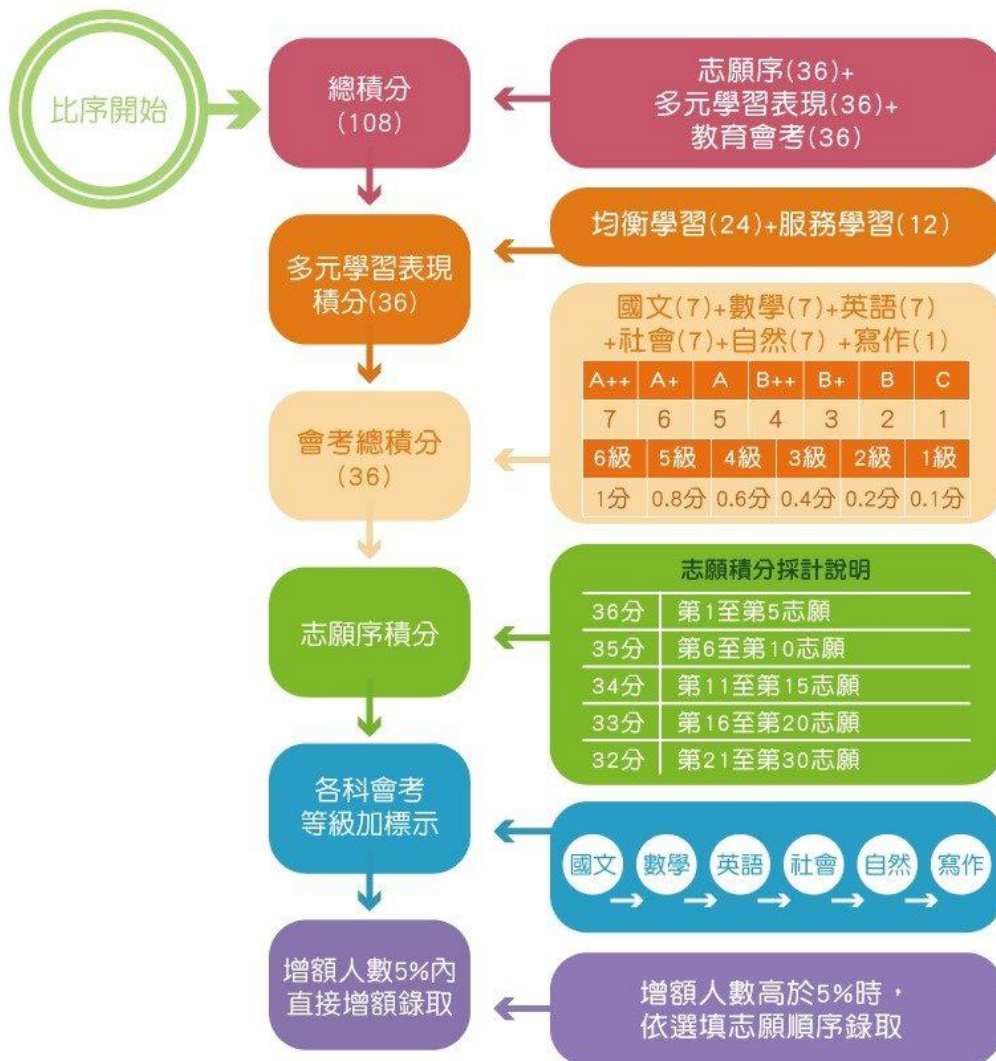 比序開始
總積分
(108)
志願序(36)+
多元學習表現(36)+
教育會考(36)
多元學習表現
積分(36)
均衡學習(24)+服務學習(12)
會考總積分
(36)
國文(7)+數學(7)+英語(7)
+社會(7)+自然(7) +寫作(1)
A++ A+ A B++ B+ B C
7 6 5 4 3 2 1
6級 5級 4級 3級 2級 1級
1分 0.8分 0.6分 0.4分 0.2分 0.1分
志願序積分
志願積分採計說明
36分 第1至第5志願
35分 第6至第10志願
34分 第11至第15志願
33分 第16至第20志願
32分 第21至第30志願
各科會考
等級加標示
國文 數學 英語 社會 自然 寫作
增額人數5%內
直接增額錄取
增額人數高於5%時，
依選填志願順序錄取